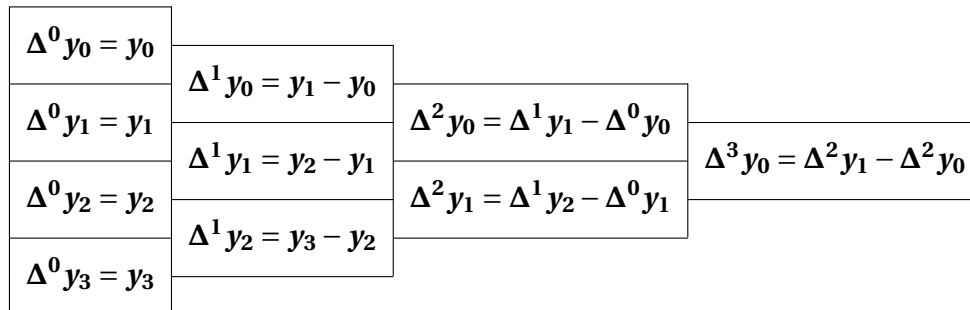 Δ⁰y₀ = y₀
Δ¹y₀ = y₁ − y₀
Δ⁰y₁ = y₁
Δ²y₀ = Δ¹y₁ − Δ⁰y₀
Δ¹y₁ = y₂ − y₁
Δ³y₀ = Δ²y₁ − Δ²y₀
Δ⁰y₂ = y₂
Δ²y₁ = Δ¹y₂ − Δ⁰y₁
Δ¹y₂ = y₃ − y₂
Δ⁰y₃ = y₃